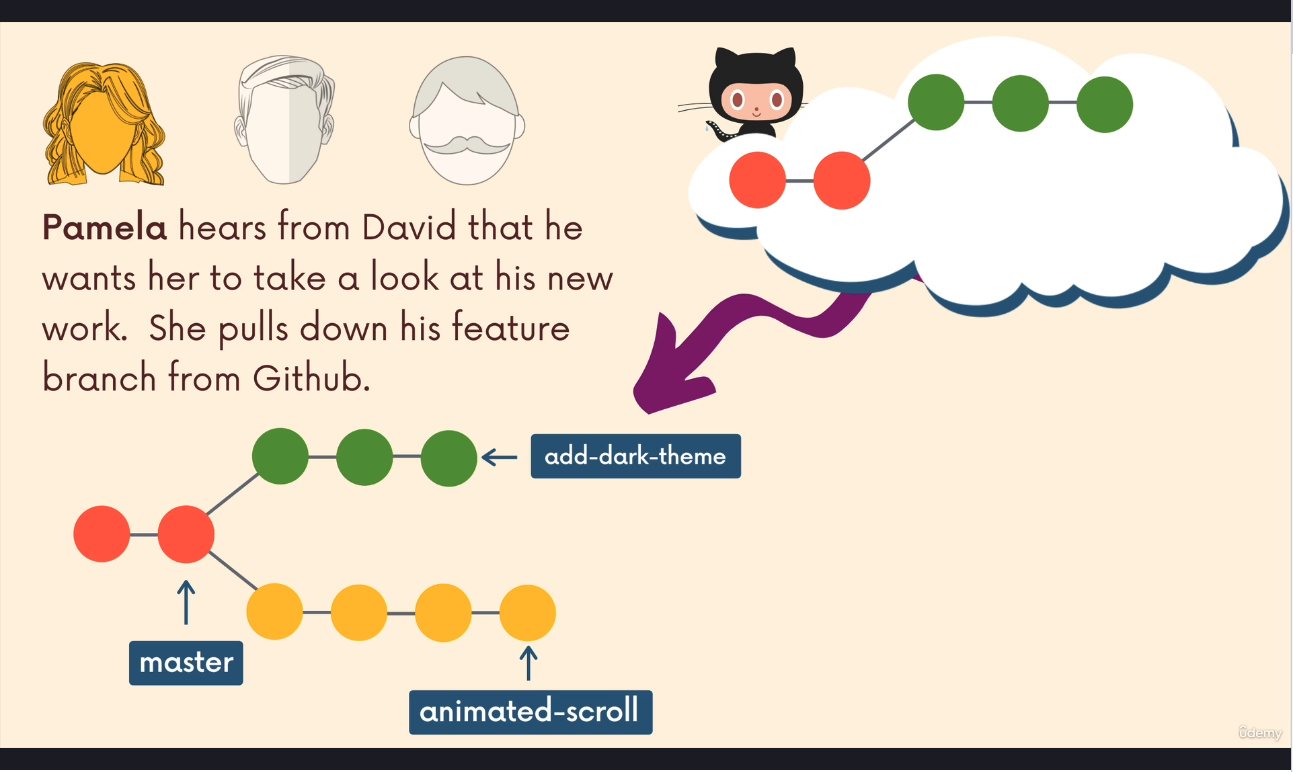 Pamela hears from David that he
wants her to take a look at his new
work. She pulls down his feature
branch from Github.
add-dark-theme
master
animated-scroll
ûdemy